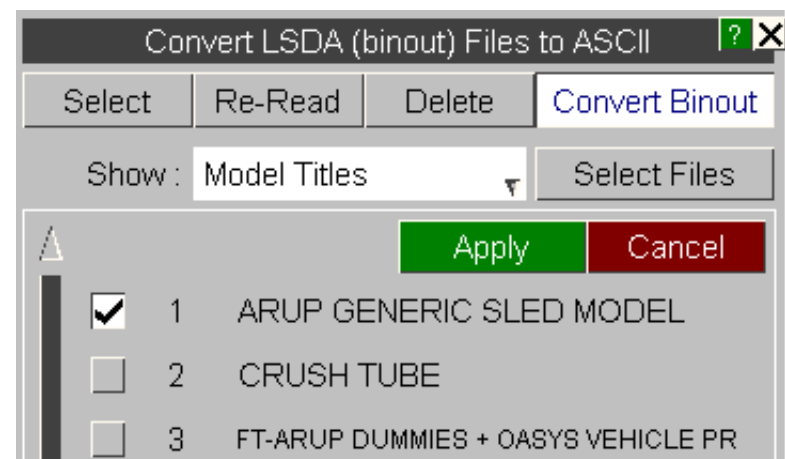 Convert LSDA (binout) Files to ASCII ? X
Select Re-Read Delete Convert Binout
Show : Model Titles Select Files
Apply Cancel
1 ARUP GENERIC SLED MODEL
2 CRUSH TUBE
3 FT-ARUP DUMMIES + OASYS VEHICLE PR